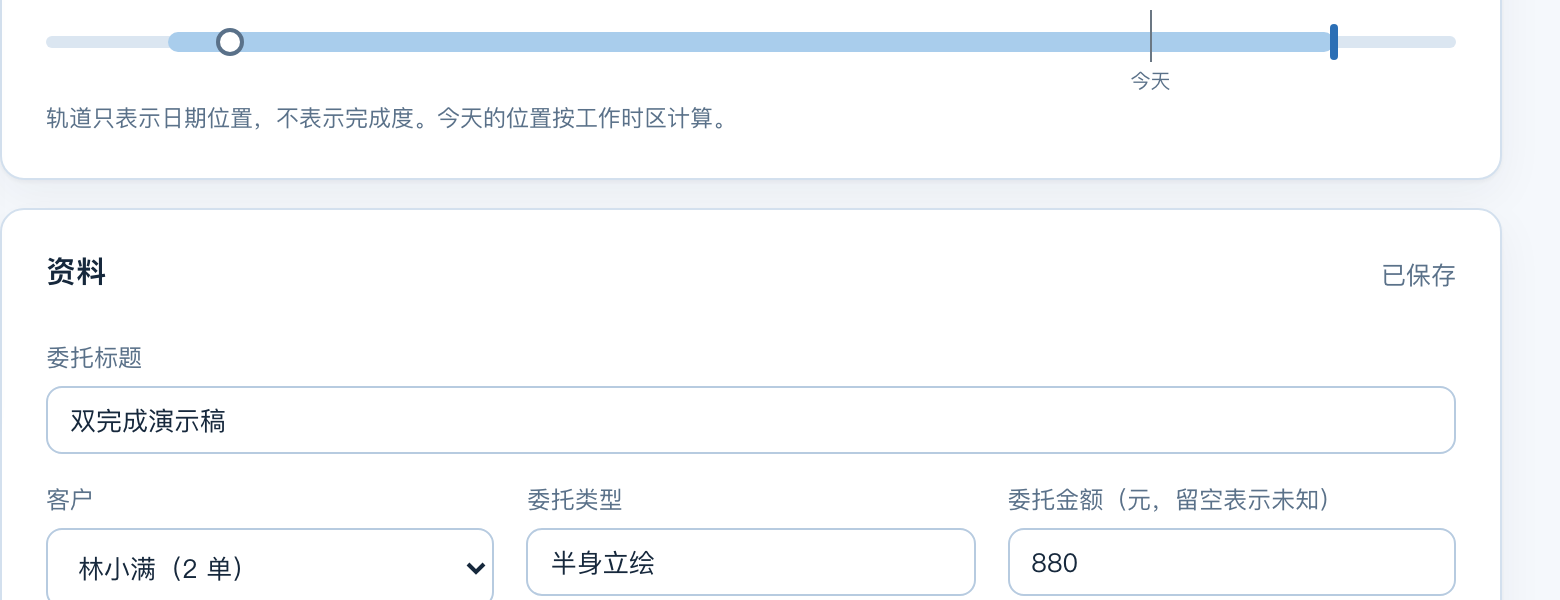 今天
轨道只表示日期位置，不表示完成度。今天的位置按工作时区计算。
资料
已保存
委托标题
双完成演示稿
客户
委托类型
委托金额（元，留空表示未知）
林小满（2 单）
半身立绘
880